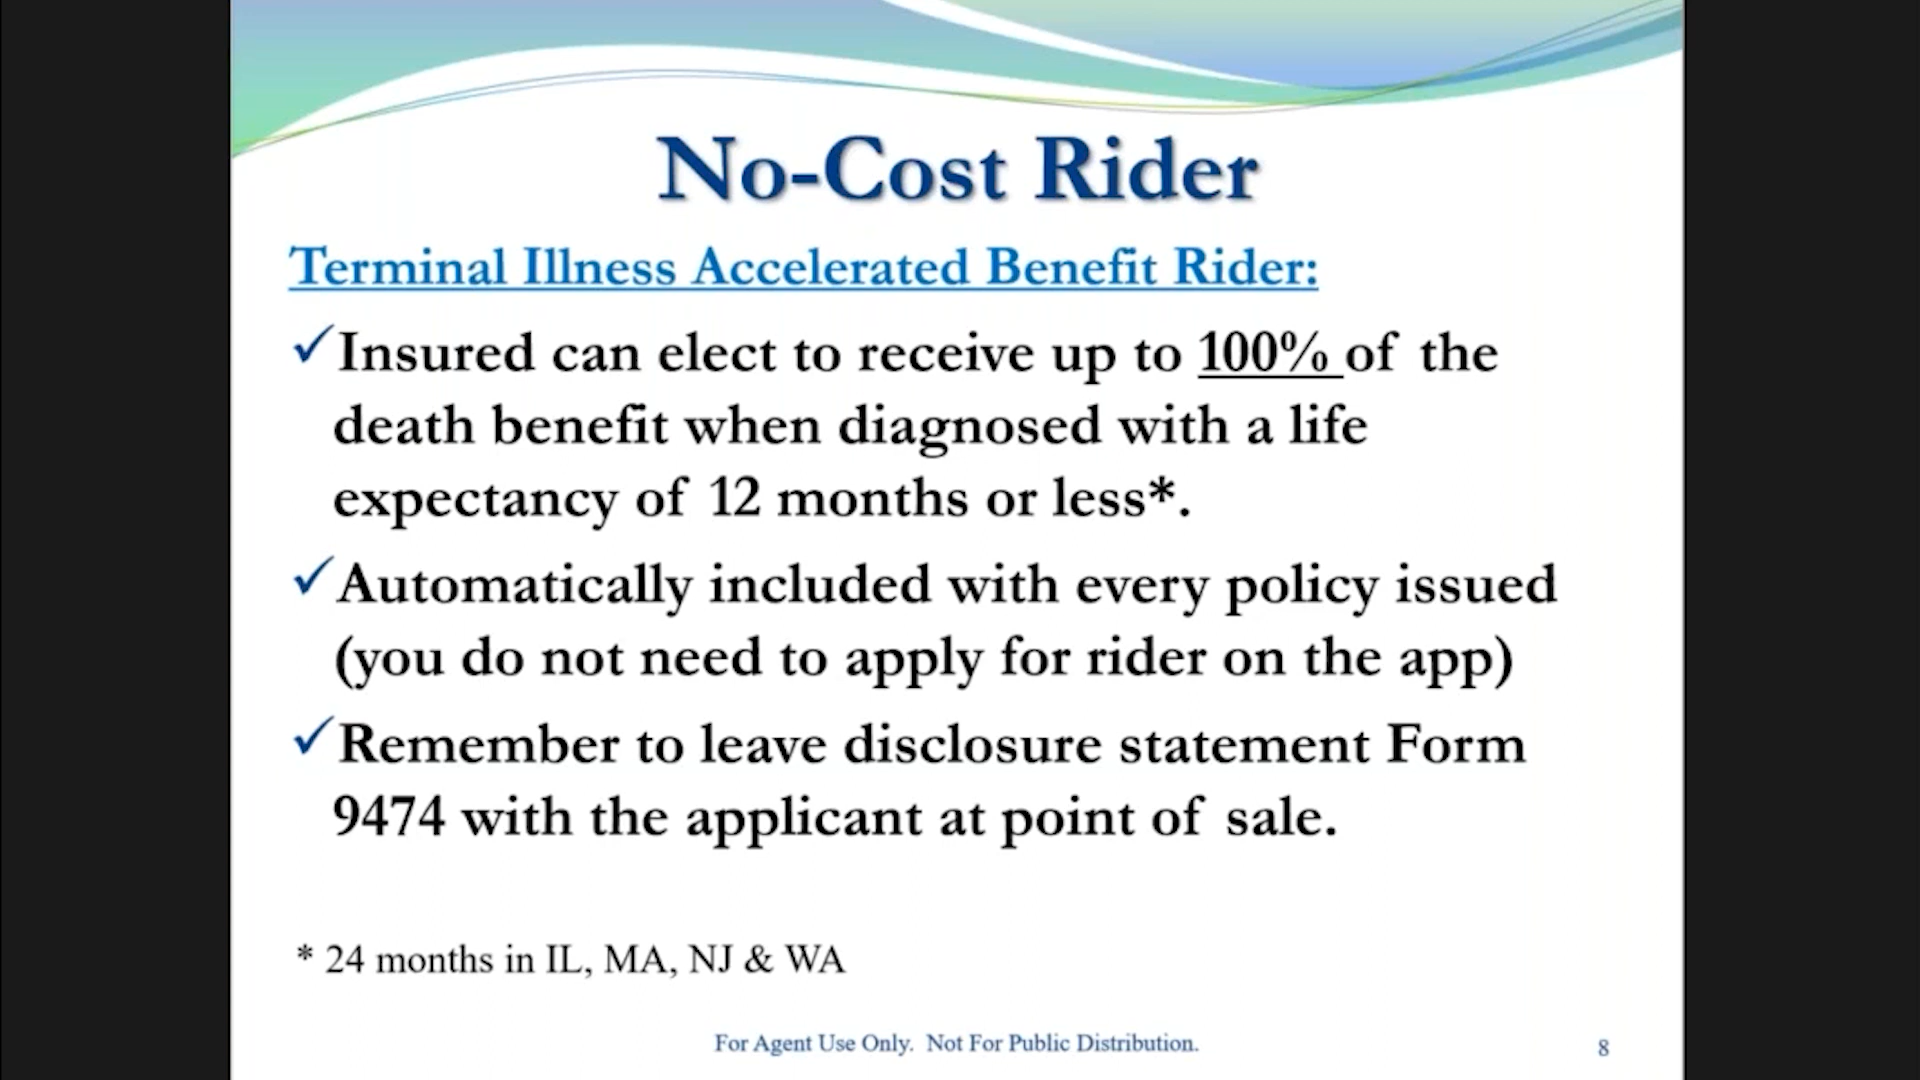 No-Cost Rider
Terminal Illness Accelerated Benefit Rider:
✓Insured can elect to receive up to 100% of the
death benefit when diagnosed with a life
expectancy of 12 months or less*.
✓Automatically included with every policy issued
(you do not need to apply for rider on the app)
✓Remember to leave disclosure statement Form
9474 with the applicant at point of sale.
* 24 months in IL, MA, NJ & WA
For Agent Use Only. Not For Public Distribution.
8